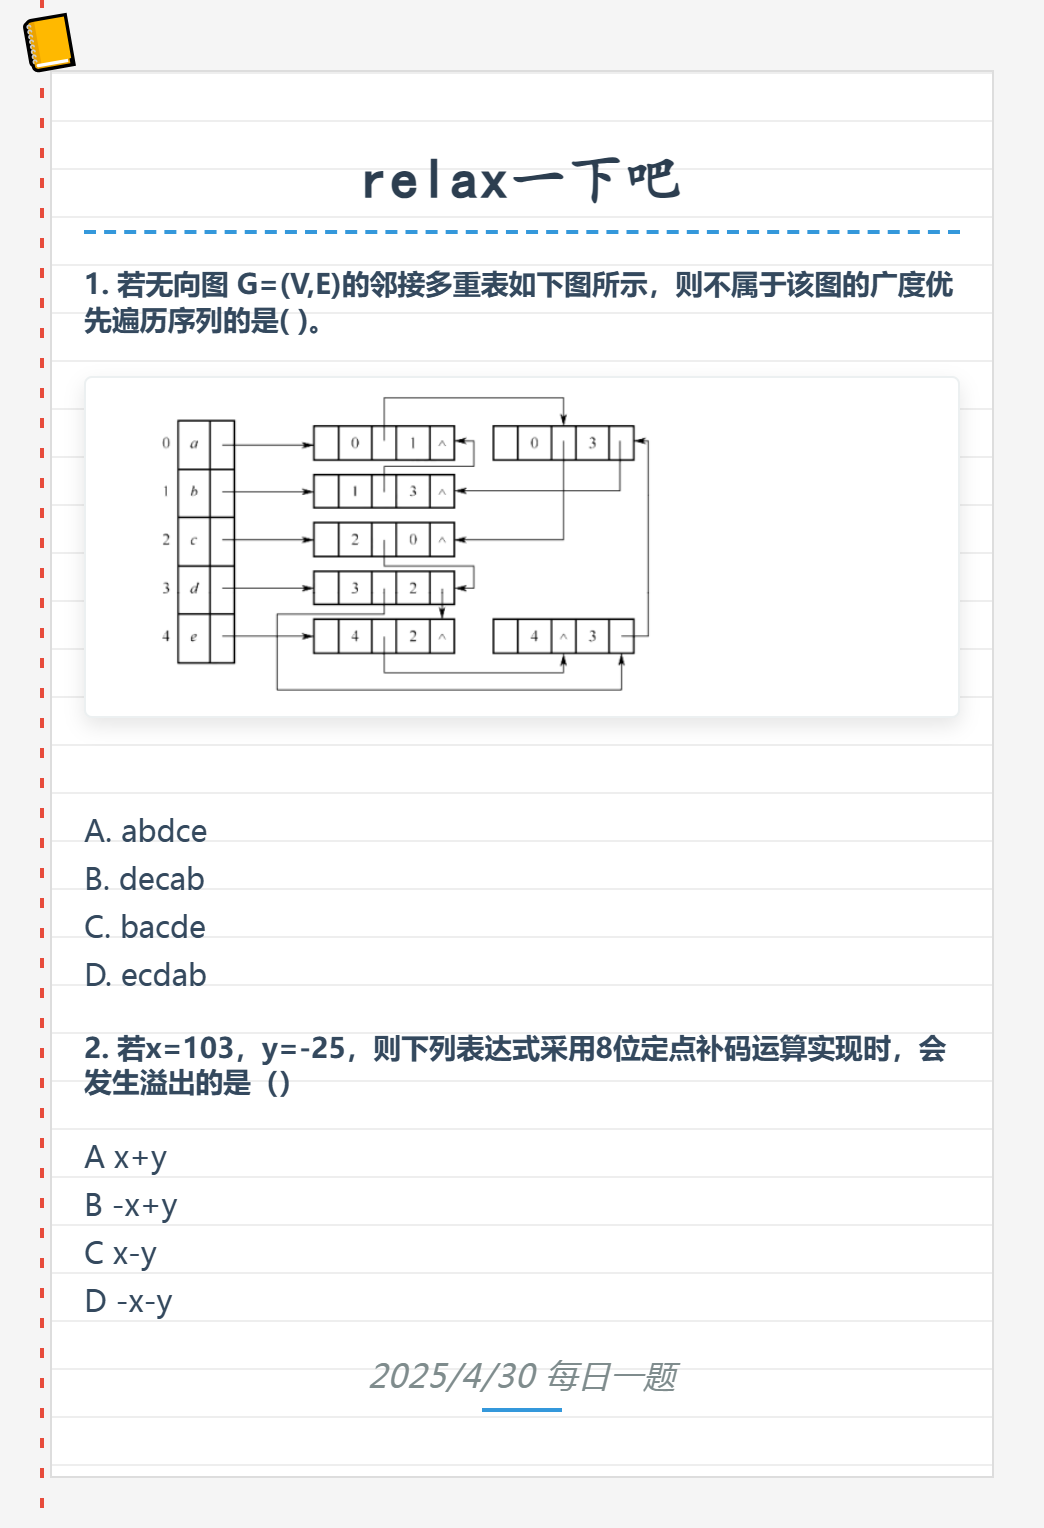 relax一下吧
1. 若无向图 G=(V,E)的邻接多重表如下图所示，则不属于该图的广度优
先遍历序列的是( )。
0 a 0 1 ^ 0 3
1 b 1 3 ^
2 c 2 0 ^
3 d 3 2
4 e 4 2 ^ 4 ^ 3
A. abdce
B. decab
C. bacde
D. ecdab
2. 若x=103，y=-25，则下列表达式采用8位定点补码运算实现时，会
发生溢出的是（）
A x+y
B -x+y
C x-y
D -x-y
2025/4/30 每日一题